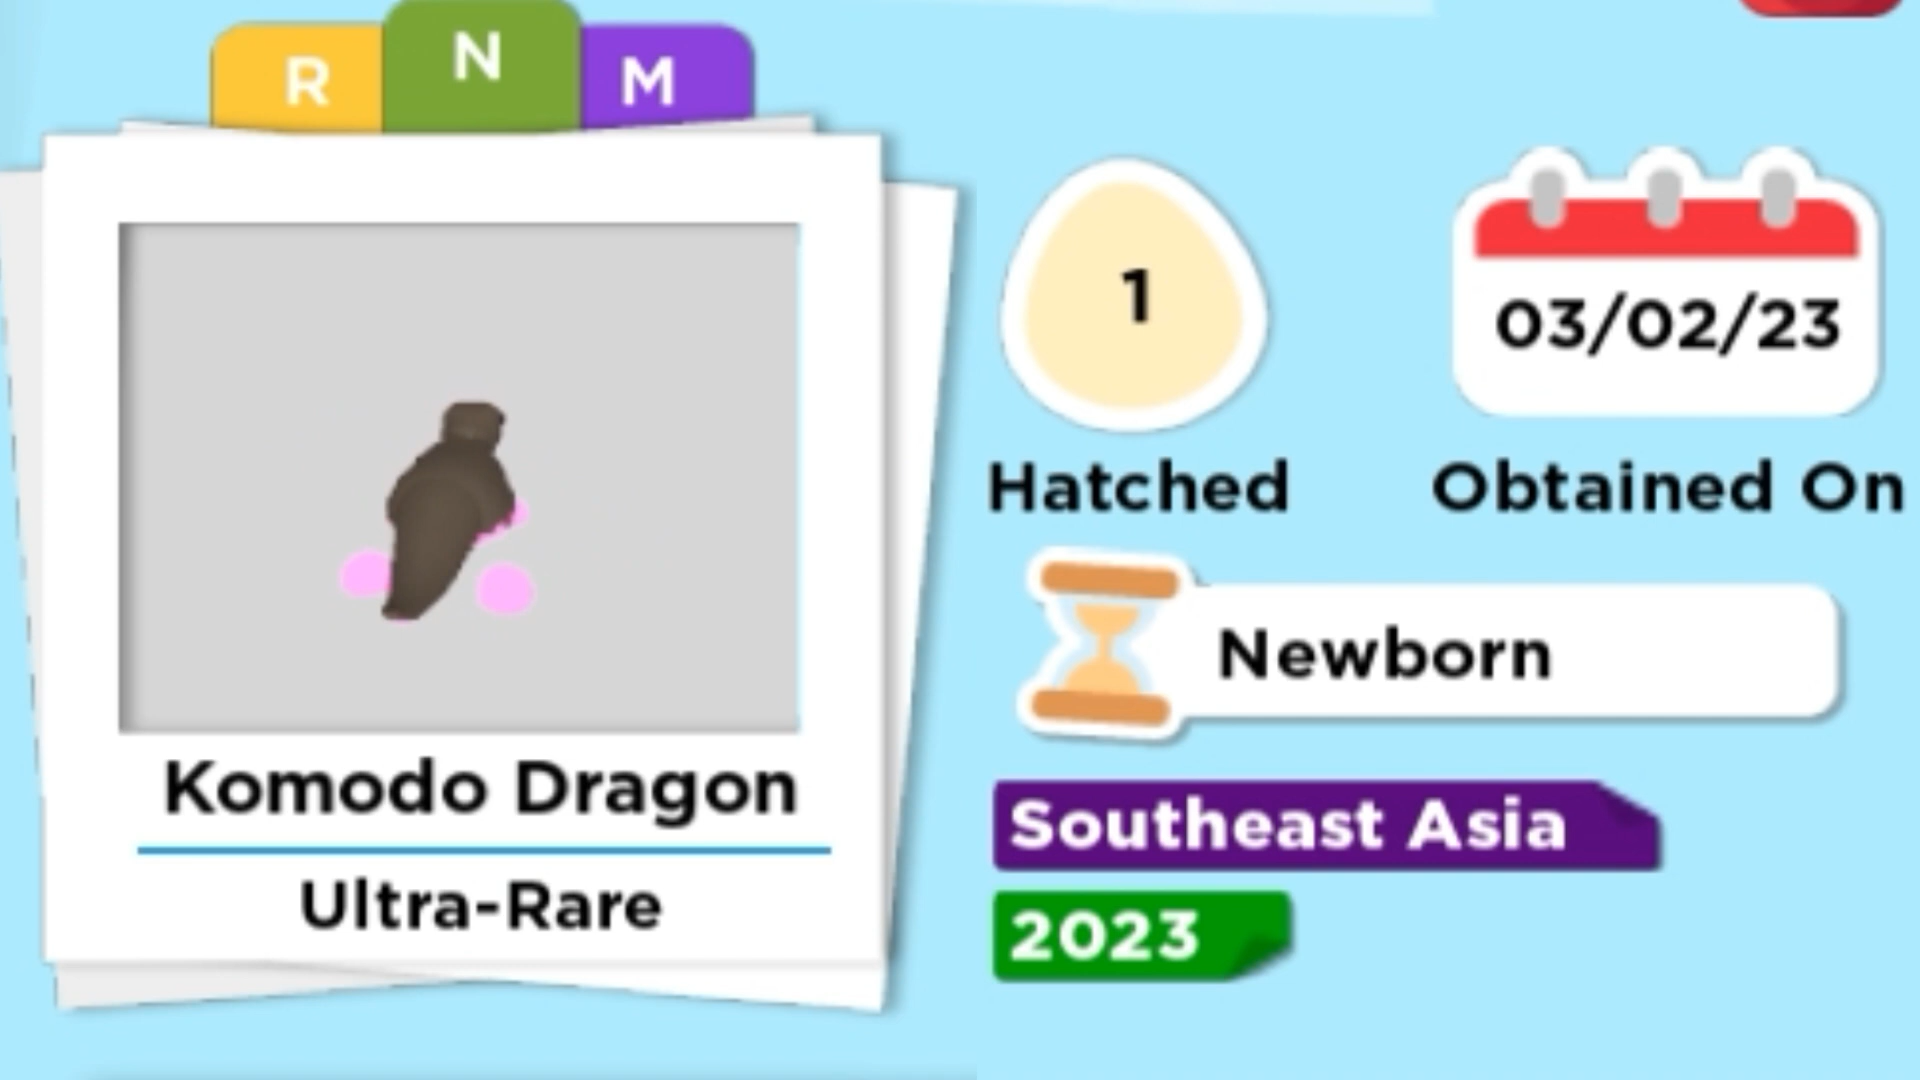 R N M
1
03/02/23
Hatched
Obtained On
Newborn
Komodo Dragon
Ultra-Rare
Southeast Asia
2023